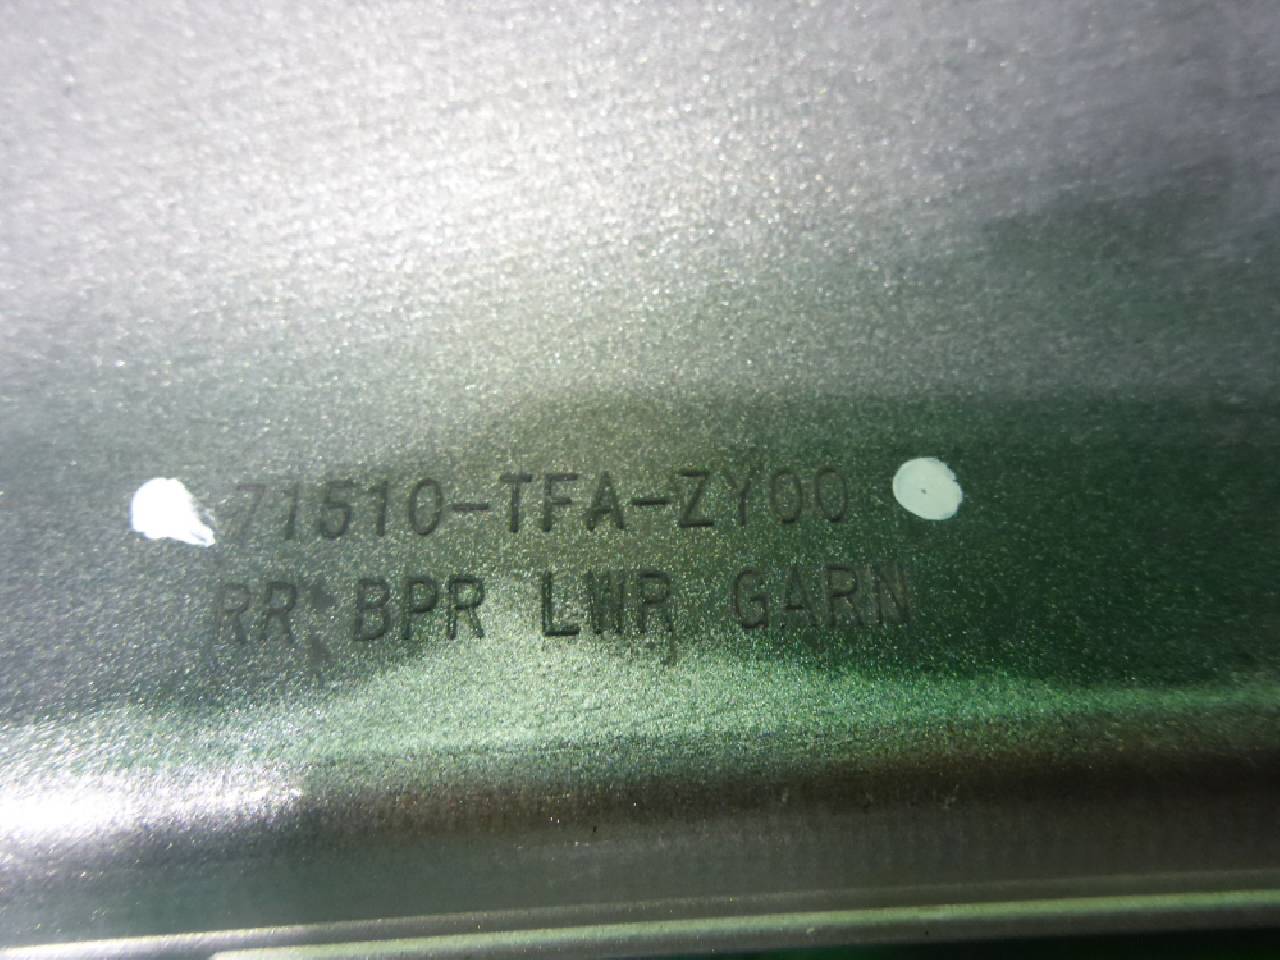 71510-TFA-ZY00
RR BPR LWR GARN